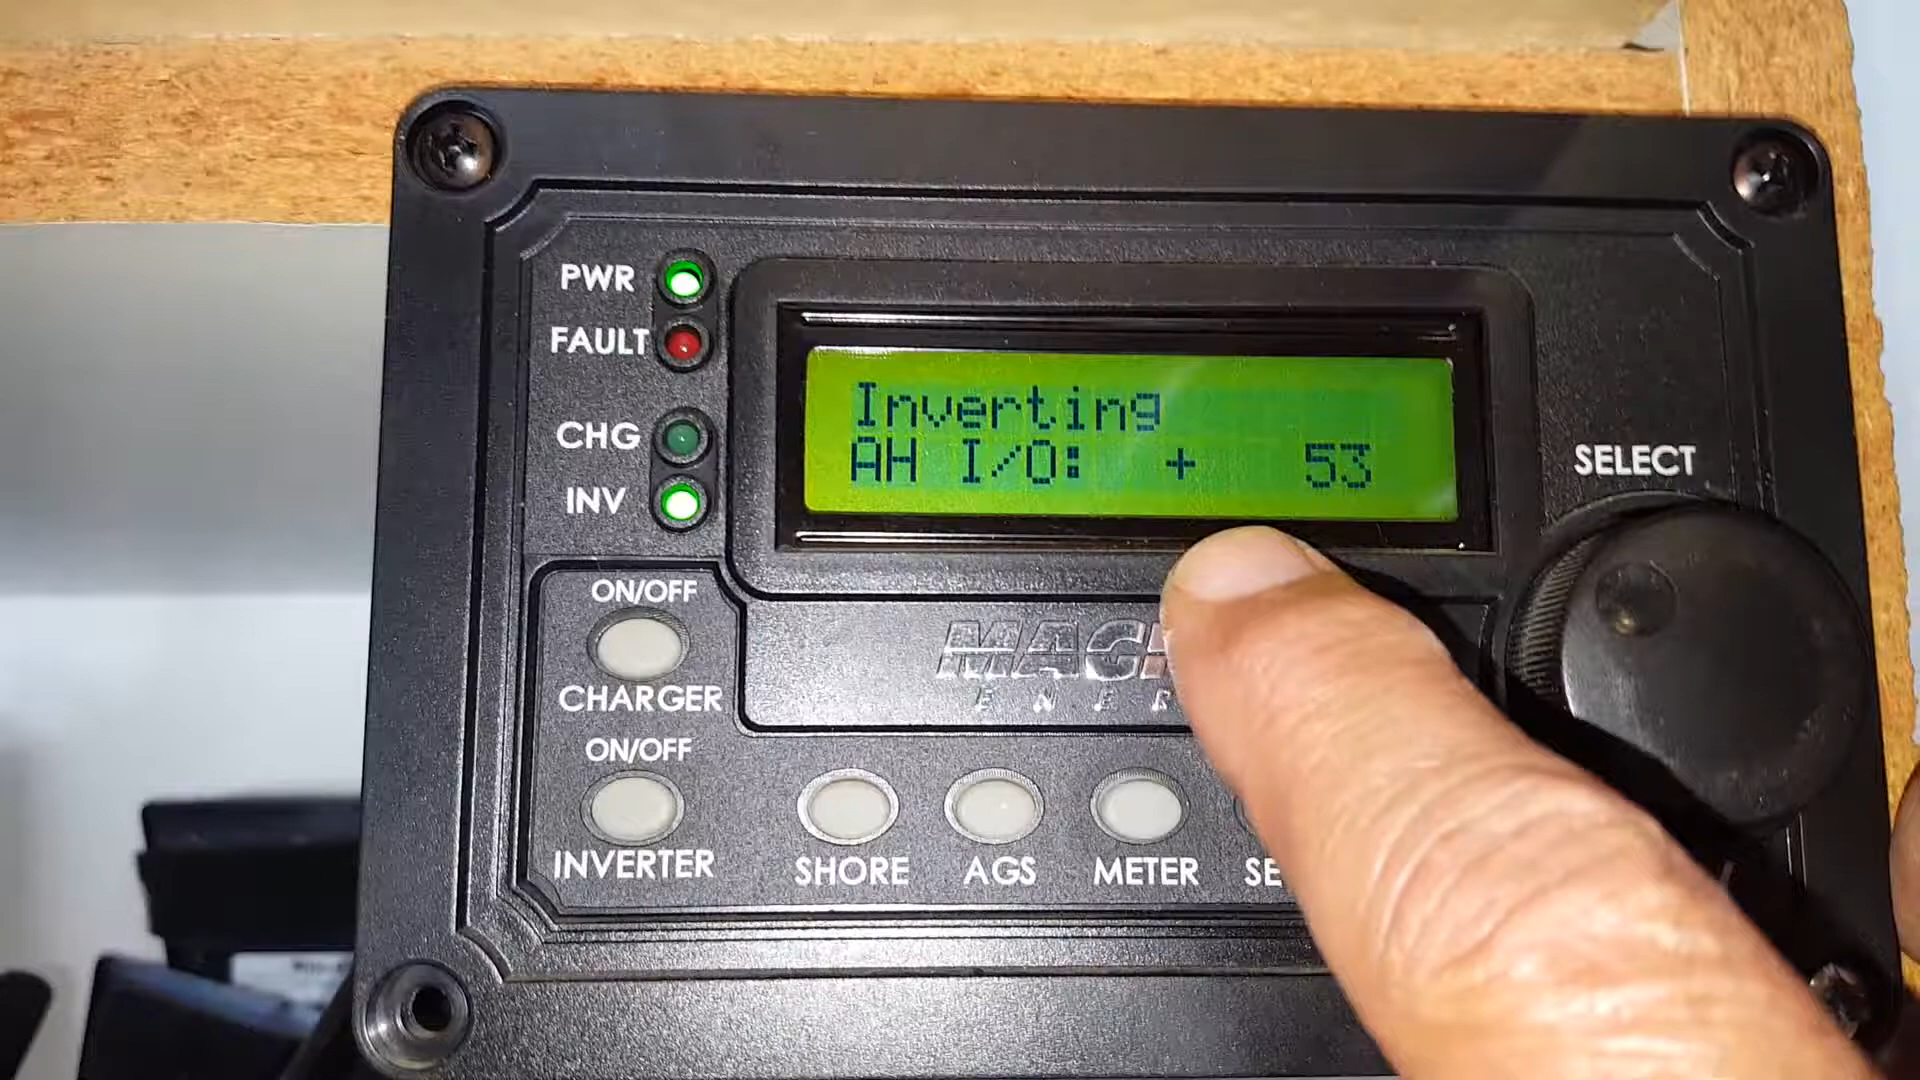 PWR
FAULT
CHG
INV
Inverting
AH I/O: + 53
SELECT
ON/OFF
CHARGER
ON/OFF
INVERTER
SHORE
AGS
METER